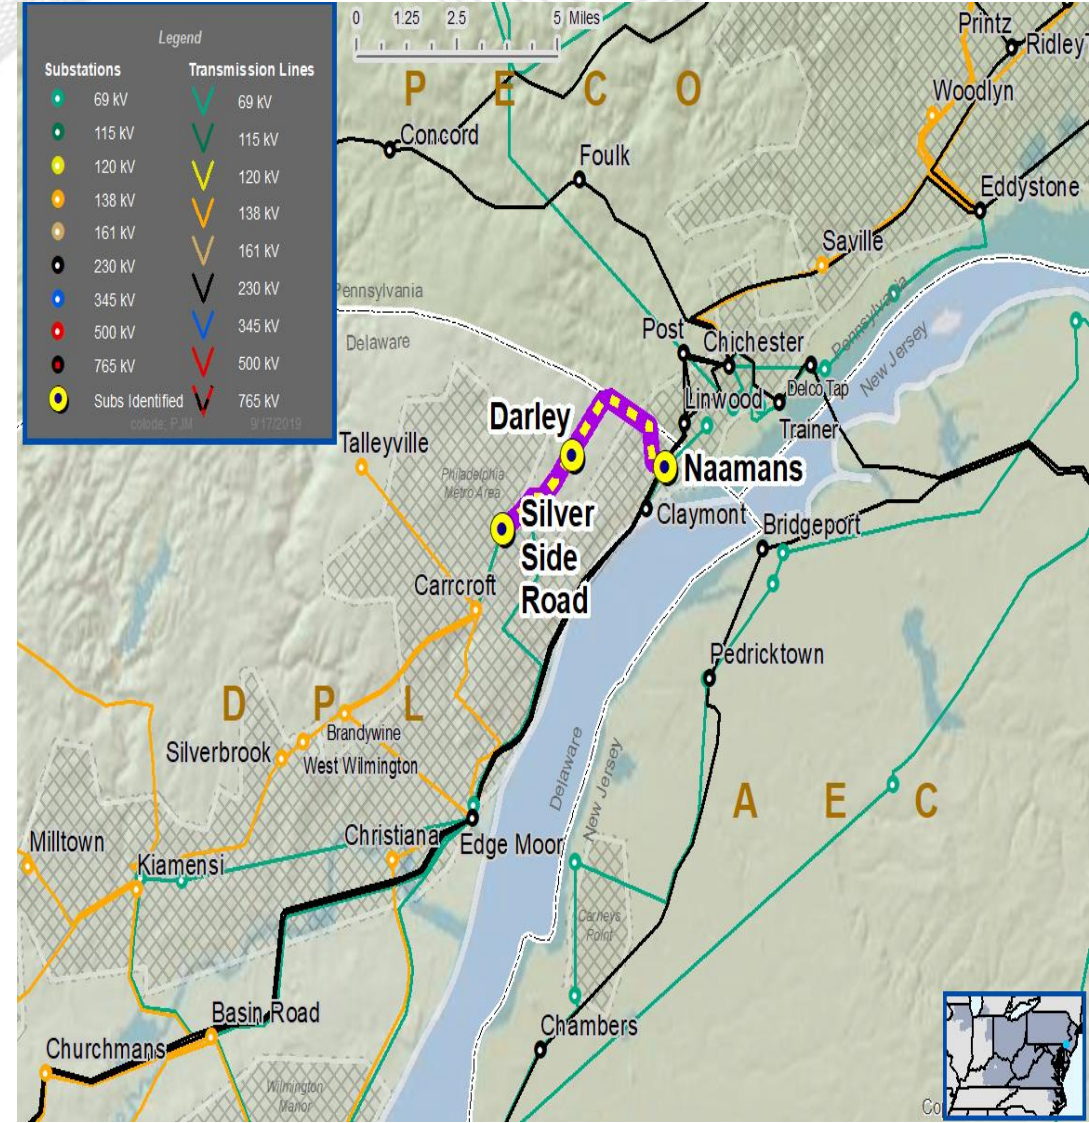 Legend
Substations
Transmission Lines
69 kV
69 kV
115 kV
115 kV
120 kV
120 kV
138 kV
138 kV
161 kV
161 kV
230 kV
230 kV
345 kV
345 kV
500 kV
500 kV
765 kV
765 kV
Subs Identified
9/17/2019
0 1.25 2.5 5 Miles
P E C O
Printz
Woodlyn
Concord
Foulk
Eddystone
Saville
Pennsylvania
Delaware
Post
Chichester
Pennsylvania
New Jersey
Linwood
Delco Tap
Trainer
Darley
Talleyville
Philadelphia
Metro Area
Naamans
Silver
Side
Road
Claymont
Bridgeport
Carrcroft
Pedricktown
D P L
Brandywine
Silverbrook
West Wilmington
Delaware
New Jersey
A E C
Milltown
Christiana
Edge Moor
Kiamensi
Carneys
Point
Basin Road
Chambers
Churchmans
Wilmington
Manor